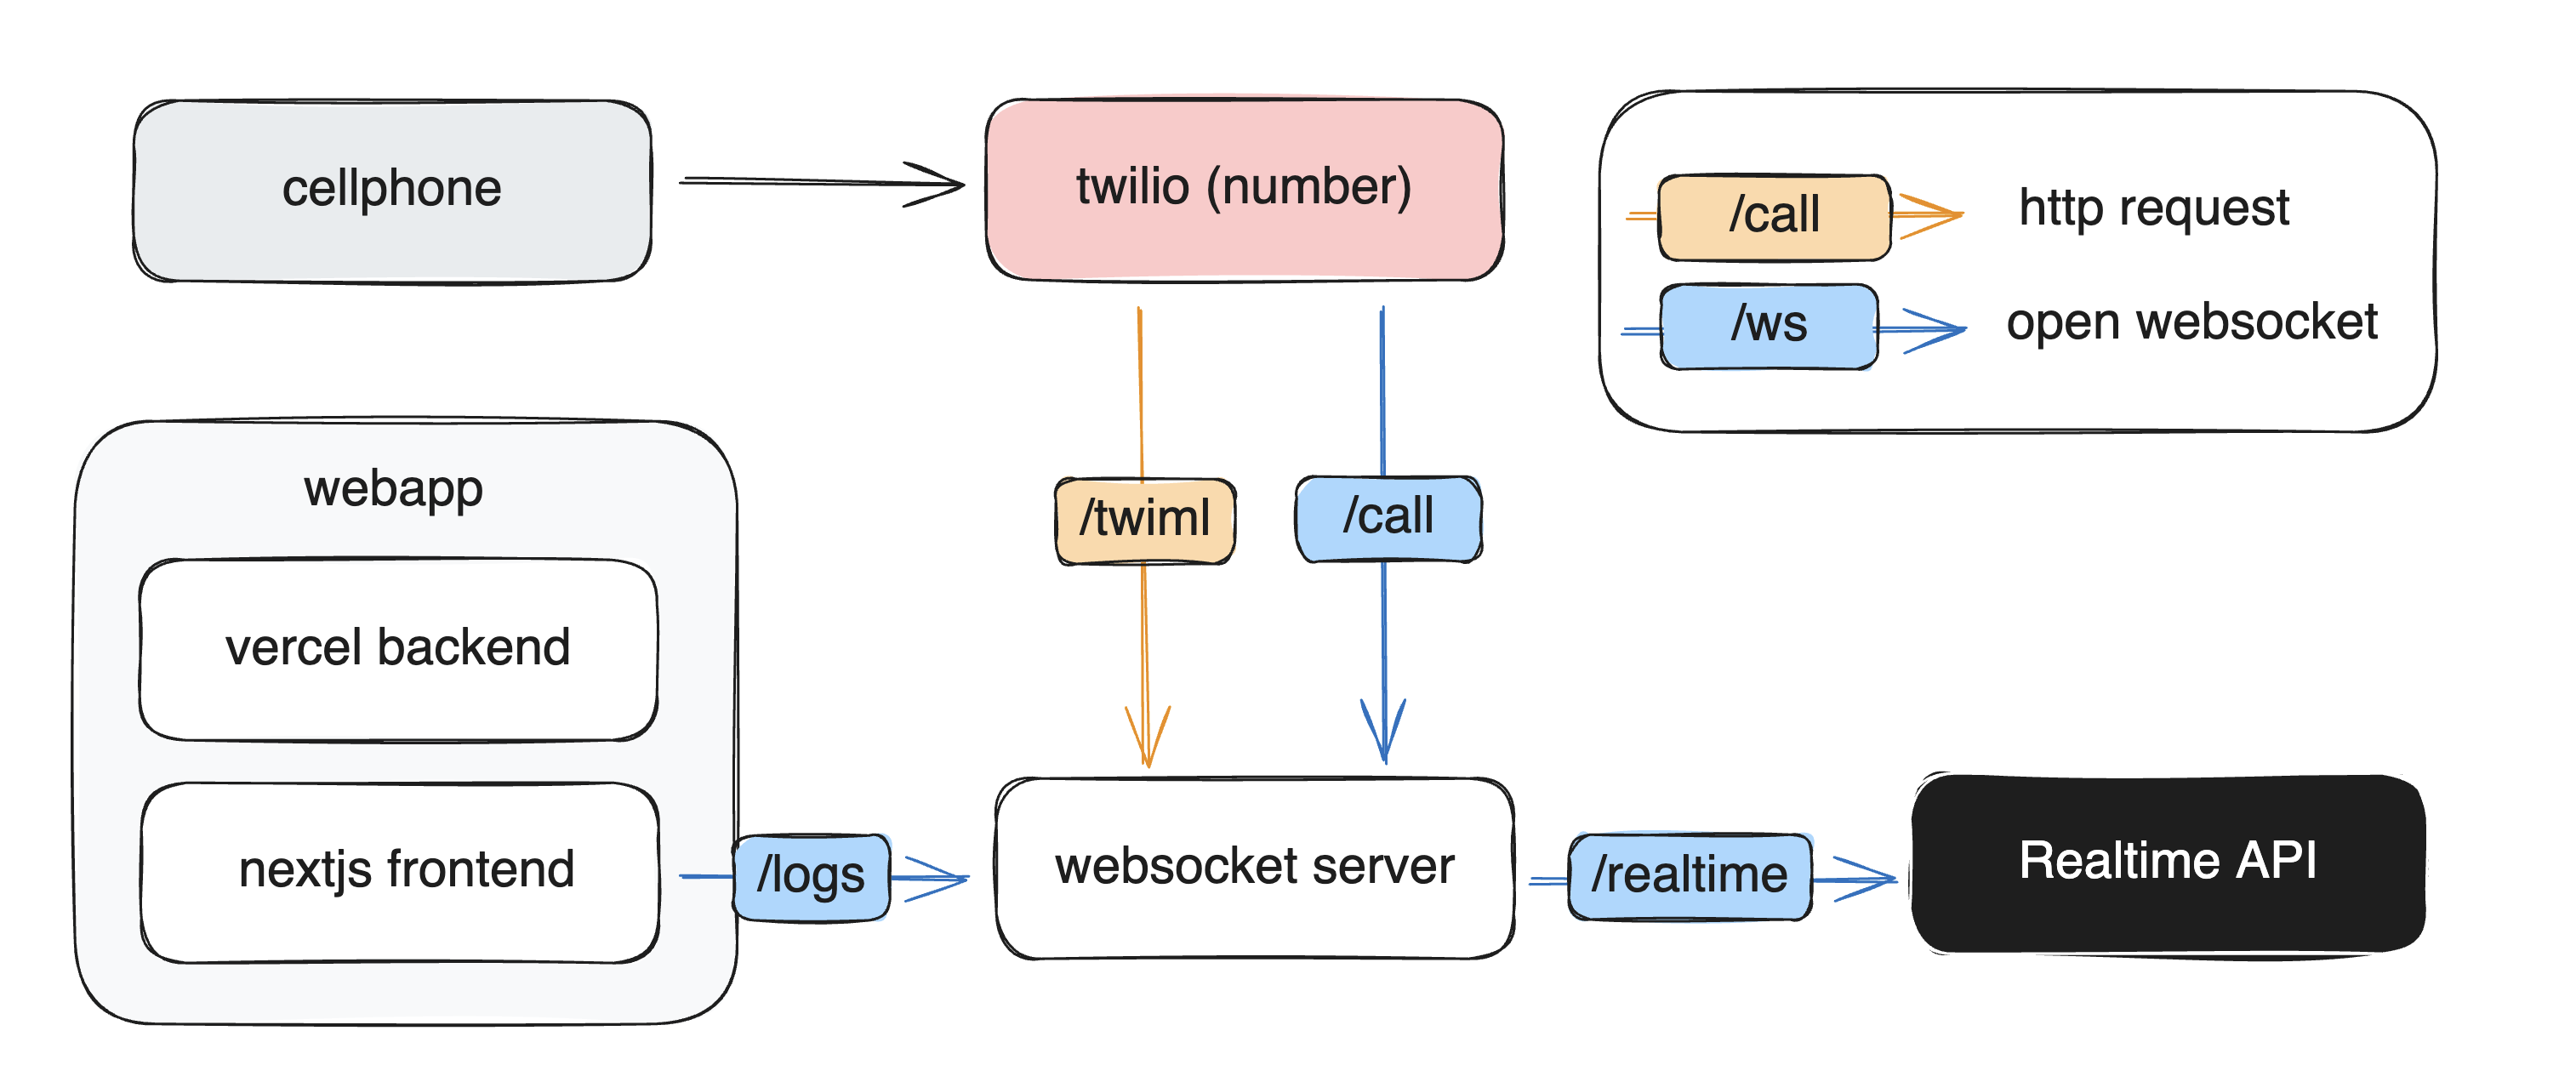 cellphone
twilio (number)
/call
http request
/ws
open websocket
webapp
vercel backend
nextjs frontend
/twiml
/call
/logs
websocket server
/realtime
Realtime API